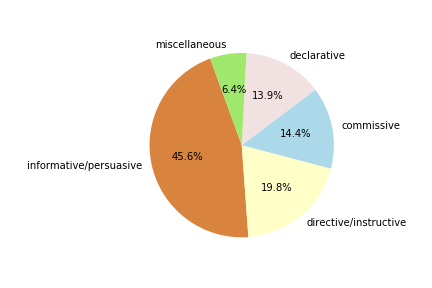 miscellaneous
declarative
6.4%
13.9%
commissive
14.4%
45.6%
informative/persuasive
19.8%
directive/instructive